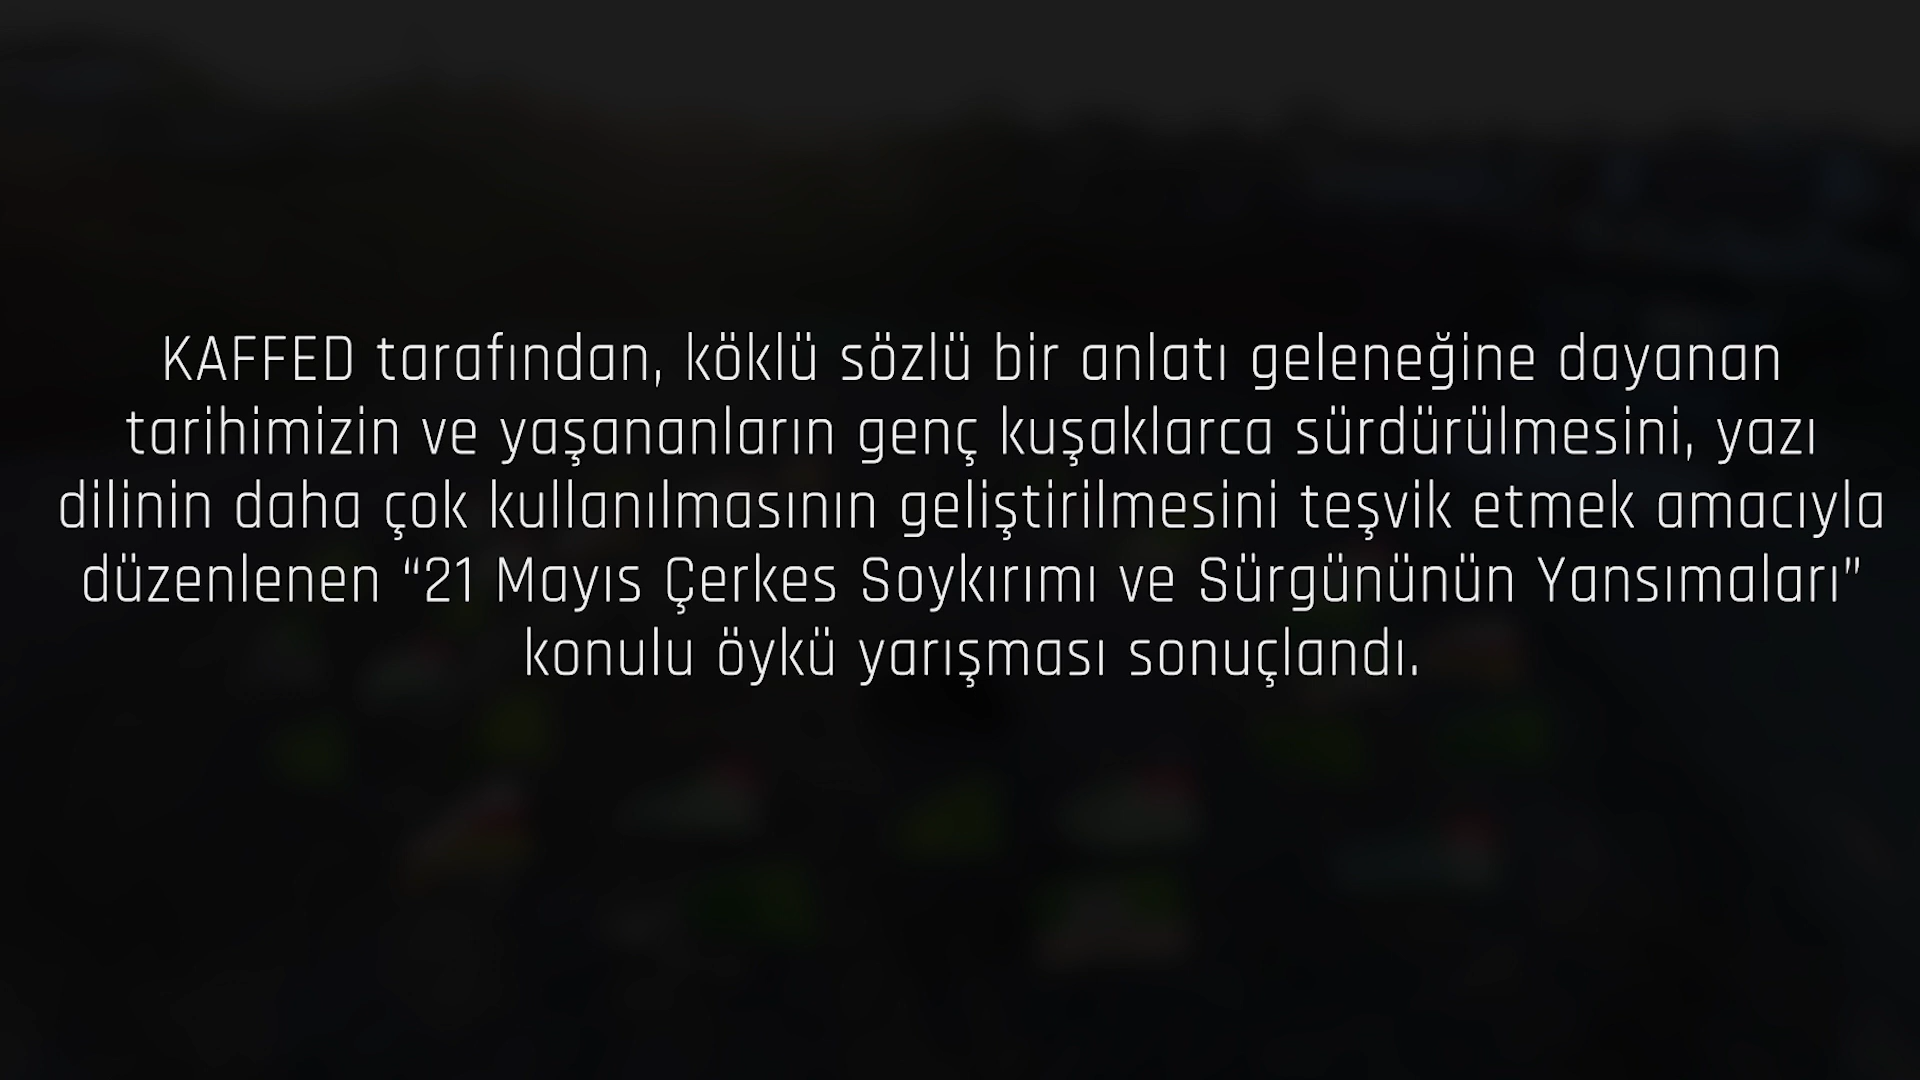 KAFFED tarafından, köklü sözlü bir anlatı geleneğine dayanan
tarihimizin ve yaşananların genç kuşaklarca sürdürülmesini, yazı
dilinin daha çok kullanılmasının geliştirilmesini teşvik etmek amacıyla
düzenlenen “21 Mayıs Çerkes Soykırımı ve Sürgününün Yansımaları”
konulu öykü yarışması sonuçlandı.